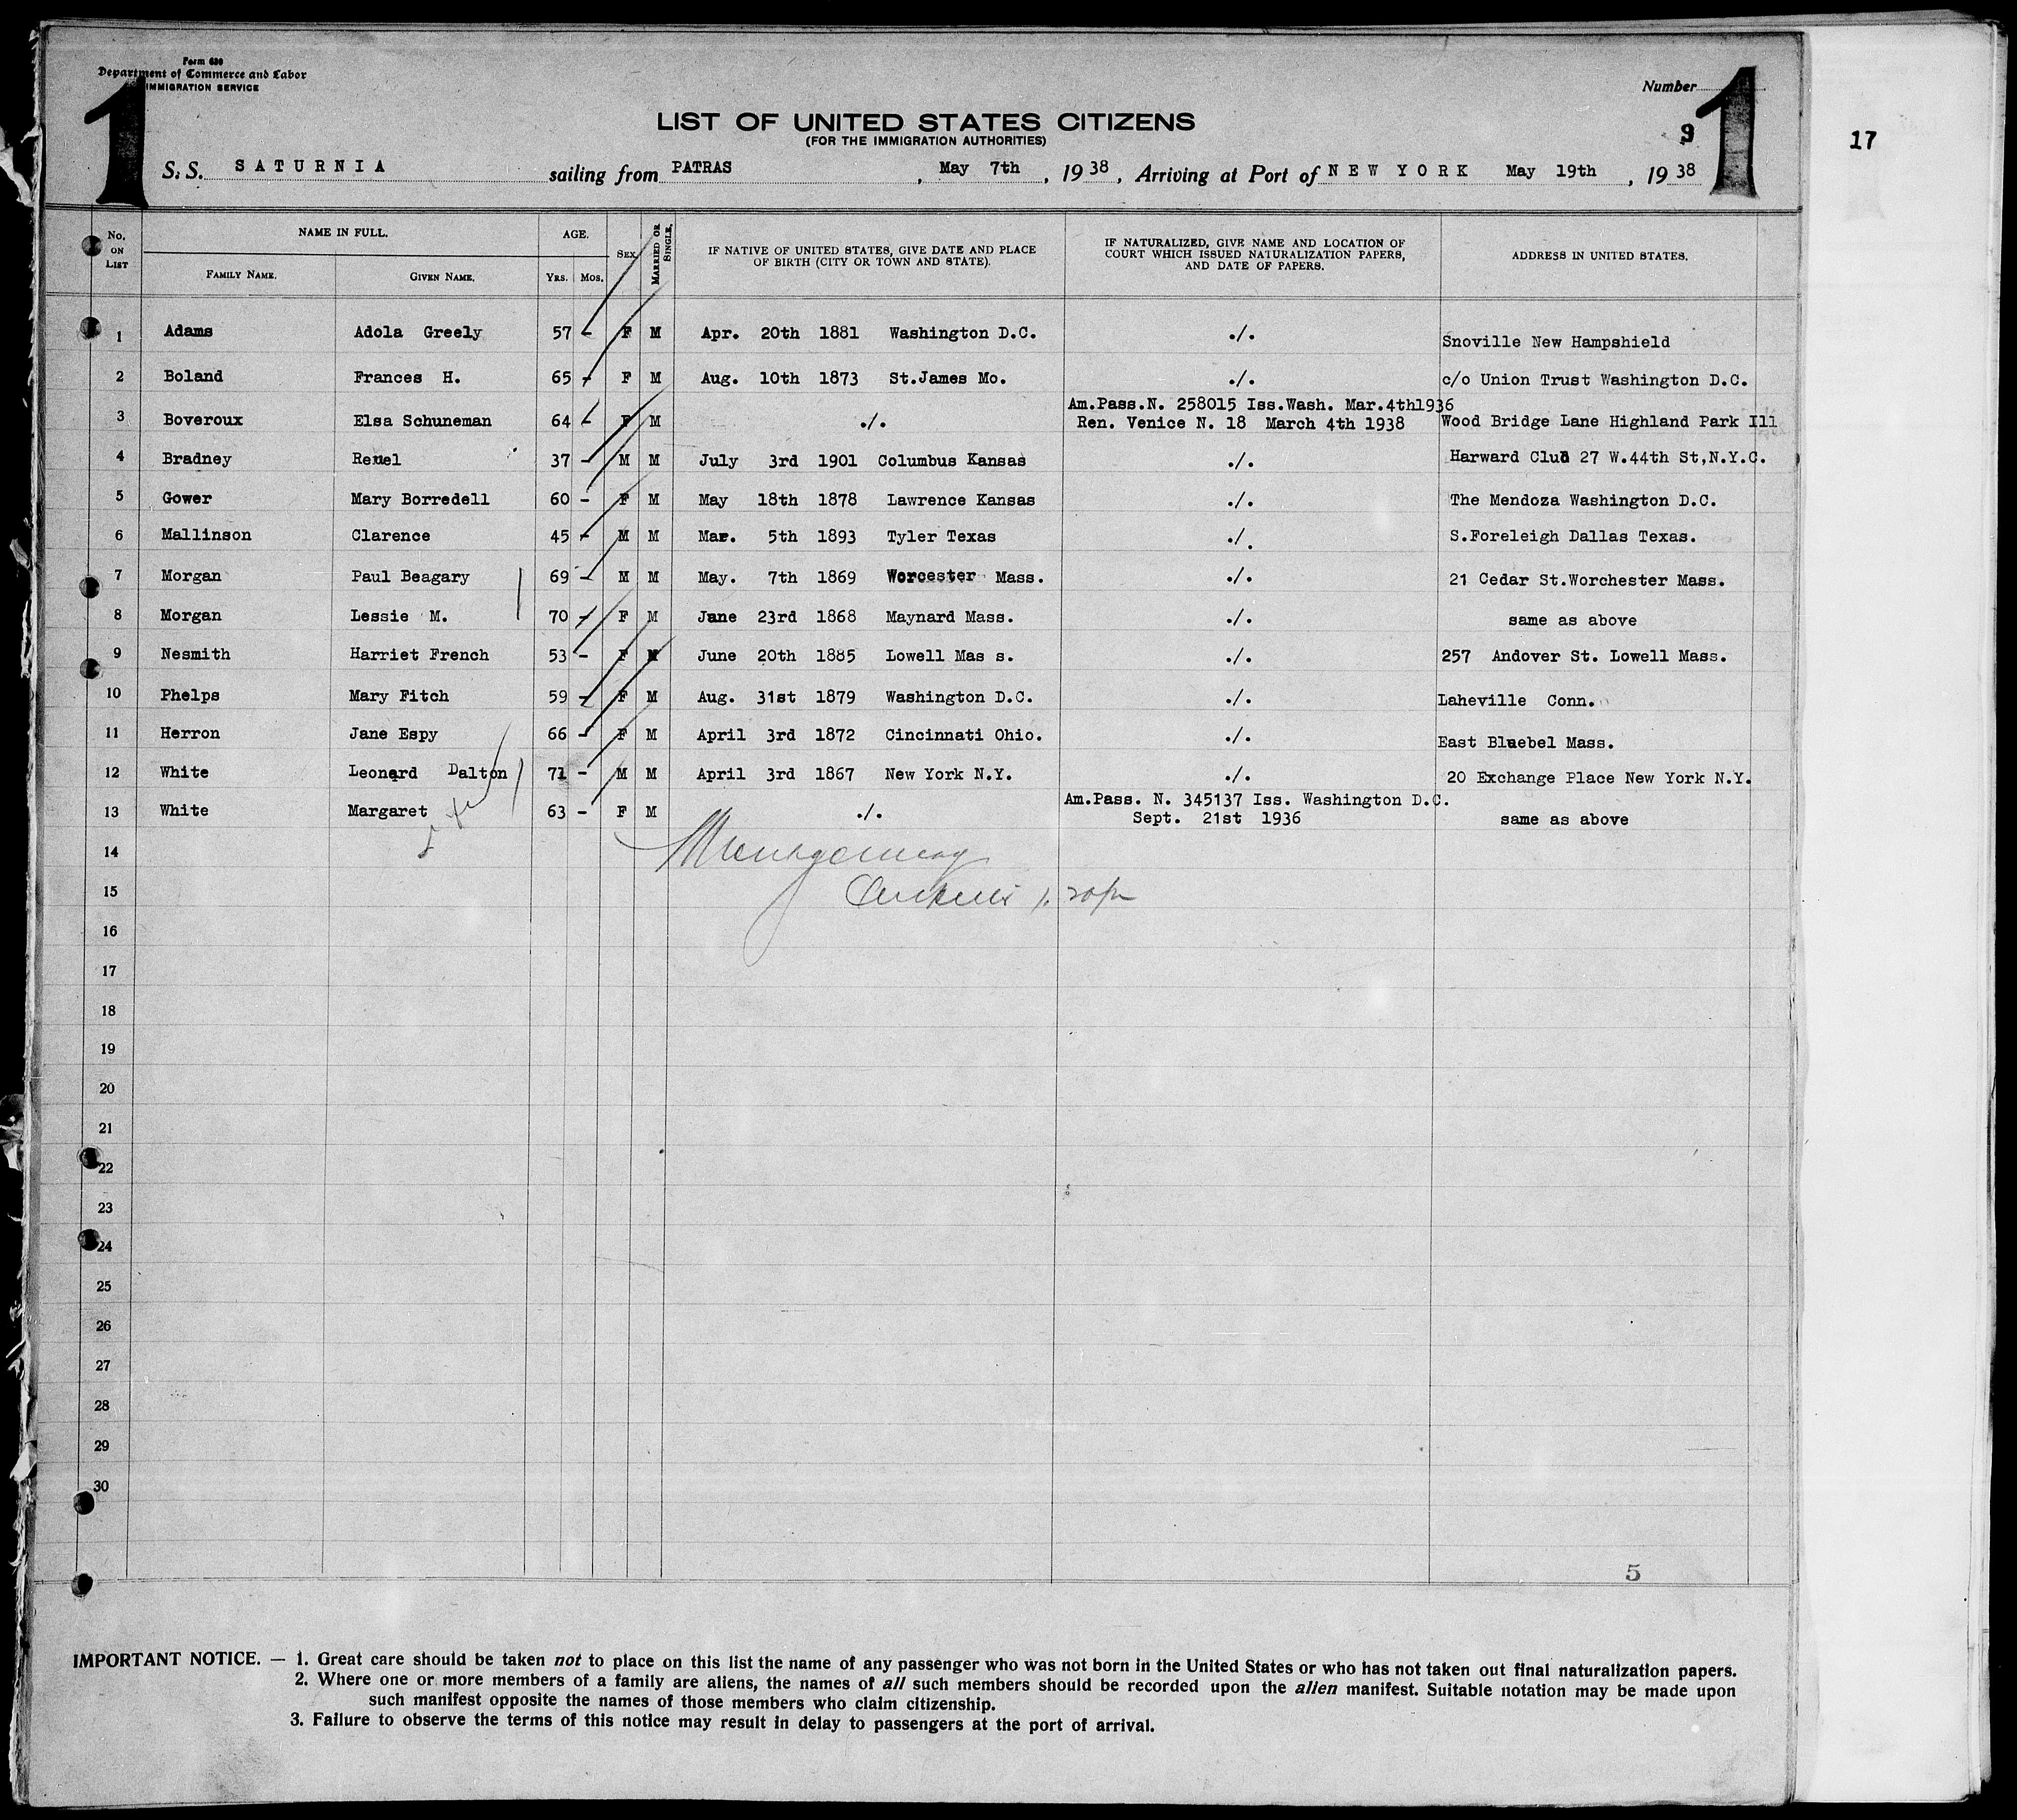 Form 630
Department of Commerce and Labor
IMMIGRATION SERVICE
Number
1
1
9
17
LIST OF UNITED STATES CITIZENS
(FOR THE IMMIGRATION AUTHORITIES)
S. S. SATURNIA sailing from PATRAS, May 7th, 1938, Arriving at Port of NEW YORK May 19th, 1938
No. ON LIST NAME IN FULL. AGE. SEX MARRIED OR SINGLE. IF NATIVE OF UNITED STATES, GIVE DATE AND PLACE OF BIRTH (CITY OR TOWN AND STATE). IF NATURALIZED, GIVE NAME AND LOCATION OF COURT WHICH ISSUED NATURALIZATION PAPERS, AND DATE OF PAPERS. ADDRESS IN UNITED STATES.
FAMILY NAME. GIVEN NAME. YRS. MOS.
1 Adams Adola Greely 57 - F M Apr. 20th 1881 Washington D.C. ./. Snoville New Hampshield
2 Boland Frances H. 65 - F M Aug. 10th 1873 St.James Mo. ./. c/o Union Trust Washington D.C.
Am.Pass.N. 258015 Iss.Wash. Mar.4th1936
3 Boveroux Elsa Schuneman 64 - F M ./. Ren. Venice N. 18 March 4th 1938 Wood Bridge Lane Highland Park Ill
4 Bradney Reuel 37 - M M July 3rd 1901 Columbus Kansas ./. Harward Club 27 W.44th St,N.Y.C.
5 Gower Mary Borredell 60 - F M May 18th 1878 Lawrence Kansas ./. The Mendoza Washington D.C.
6 Mallinson Clarence 45 - M M Mar. 5th 1893 Tyler Texas ./. S.Foreleigh Dallas Texas.
7 Morgan Paul Beagary 69 - M M May. 7th 1869 Worcester Mass. ./. 21 Cedar St.Worchester Mass.
8 Morgan Lessie M. 70 - F M June 23rd 1868 Maynard Mass. ./. same as above
9 Nesmith Harriet French 53 - F M June 20th 1885 Lowell Mas s. ./. 257 Andover St. Lowell Mass.
10 Phelps Mary Fitch 59 - F M Aug. 31st 1879 Washington D.C. ./. Laheville Conn.
11 Herron Jane Espy 66 - F M April 3rd 1872 Cincinnati Ohio. ./. East Bluebel Mass.
12 White Leonard Dalton 71 - M M April 3rd 1867 New York N.Y. ./. 20 Exchange Place New York N.Y.
Am.Pass. N. 345137 Iss. Washington D.C.
13 White Margaret 63 - F M ./. Sept. 21st 1936 same as above
14 Montgomery
15
16
17
18
19
20
21
22
23
24
25
26
27
28
29
30
5
IMPORTANT NOTICE. — 1. Great care should be taken not to place on this list the name of any passenger who was not born in the United States or who has not taken out final naturalization papers.
2. Where one or more members of a family are aliens, the names of all such members should be recorded upon the alien manifest. Suitable notation may be made upon
such manifest opposite the names of those members who claim citizenship.
3. Failure to observe the terms of this notice may result in delay to passengers at the port of arrival.